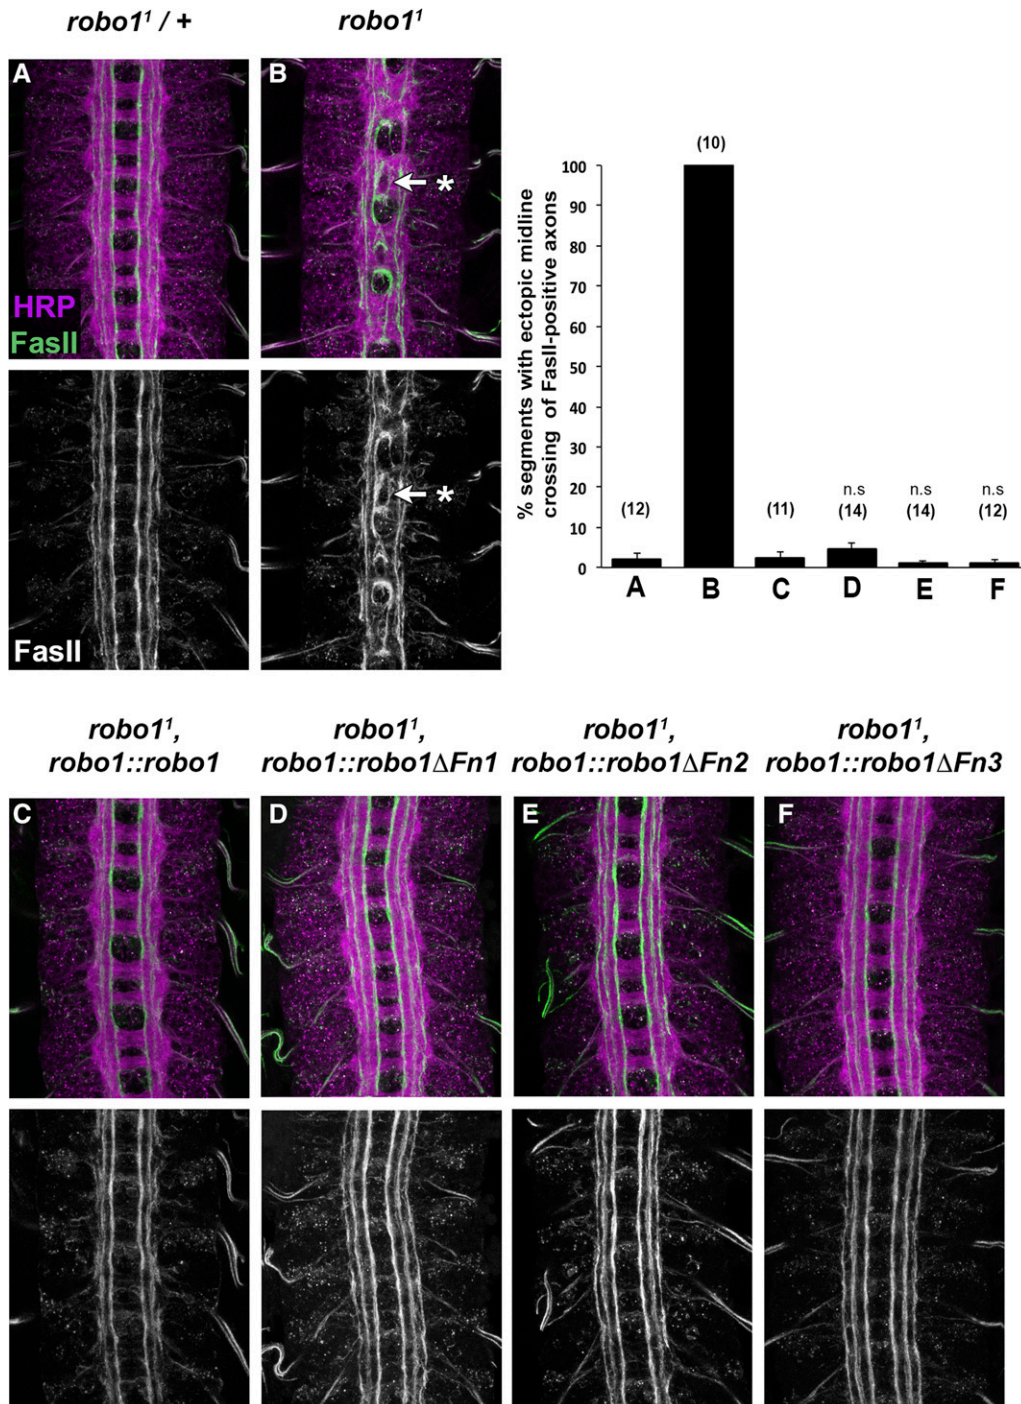 robo1¹ / +
robo1¹
A
B
HRP
FasII
*
FasII
*
% segments with ectopic midline
crossing of FasII-positive axons
100
90
80
70
60
50
40
30
20
10
0
(12)
(10)
(11)
n.s
(14)
n.s
(14)
n.s
(12)
A
B
C
D
E
F
robo1¹,
robo1::robo1
robo1¹,
robo1::robo1ΔFn1
robo1¹,
robo1::robo1ΔFn2
robo1¹,
robo1::robo1ΔFn3
C
D
E
F